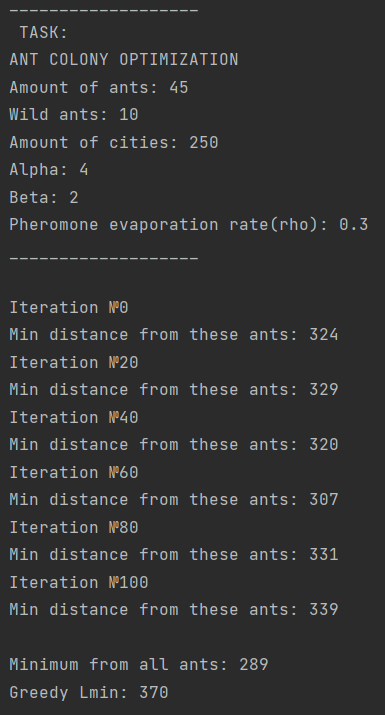 ___________________
TASK:
ANT COLONY OPTIMIZATION
Amount of ants: 45
Wild ants: 10
Amount of cities: 250
Alpha: 4
Beta: 2
Pheromone evaporation rate(rho): 0.3
___________________
Iteration №0
Min distance from these ants: 324
Iteration №20
Min distance from these ants: 329
Iteration №40
Min distance from these ants: 320
Iteration №60
Min distance from these ants: 307
Iteration №80
Min distance from these ants: 331
Iteration №100
Min distance from these ants: 339
Minimum from all ants: 289
Greedy Lmin: 370